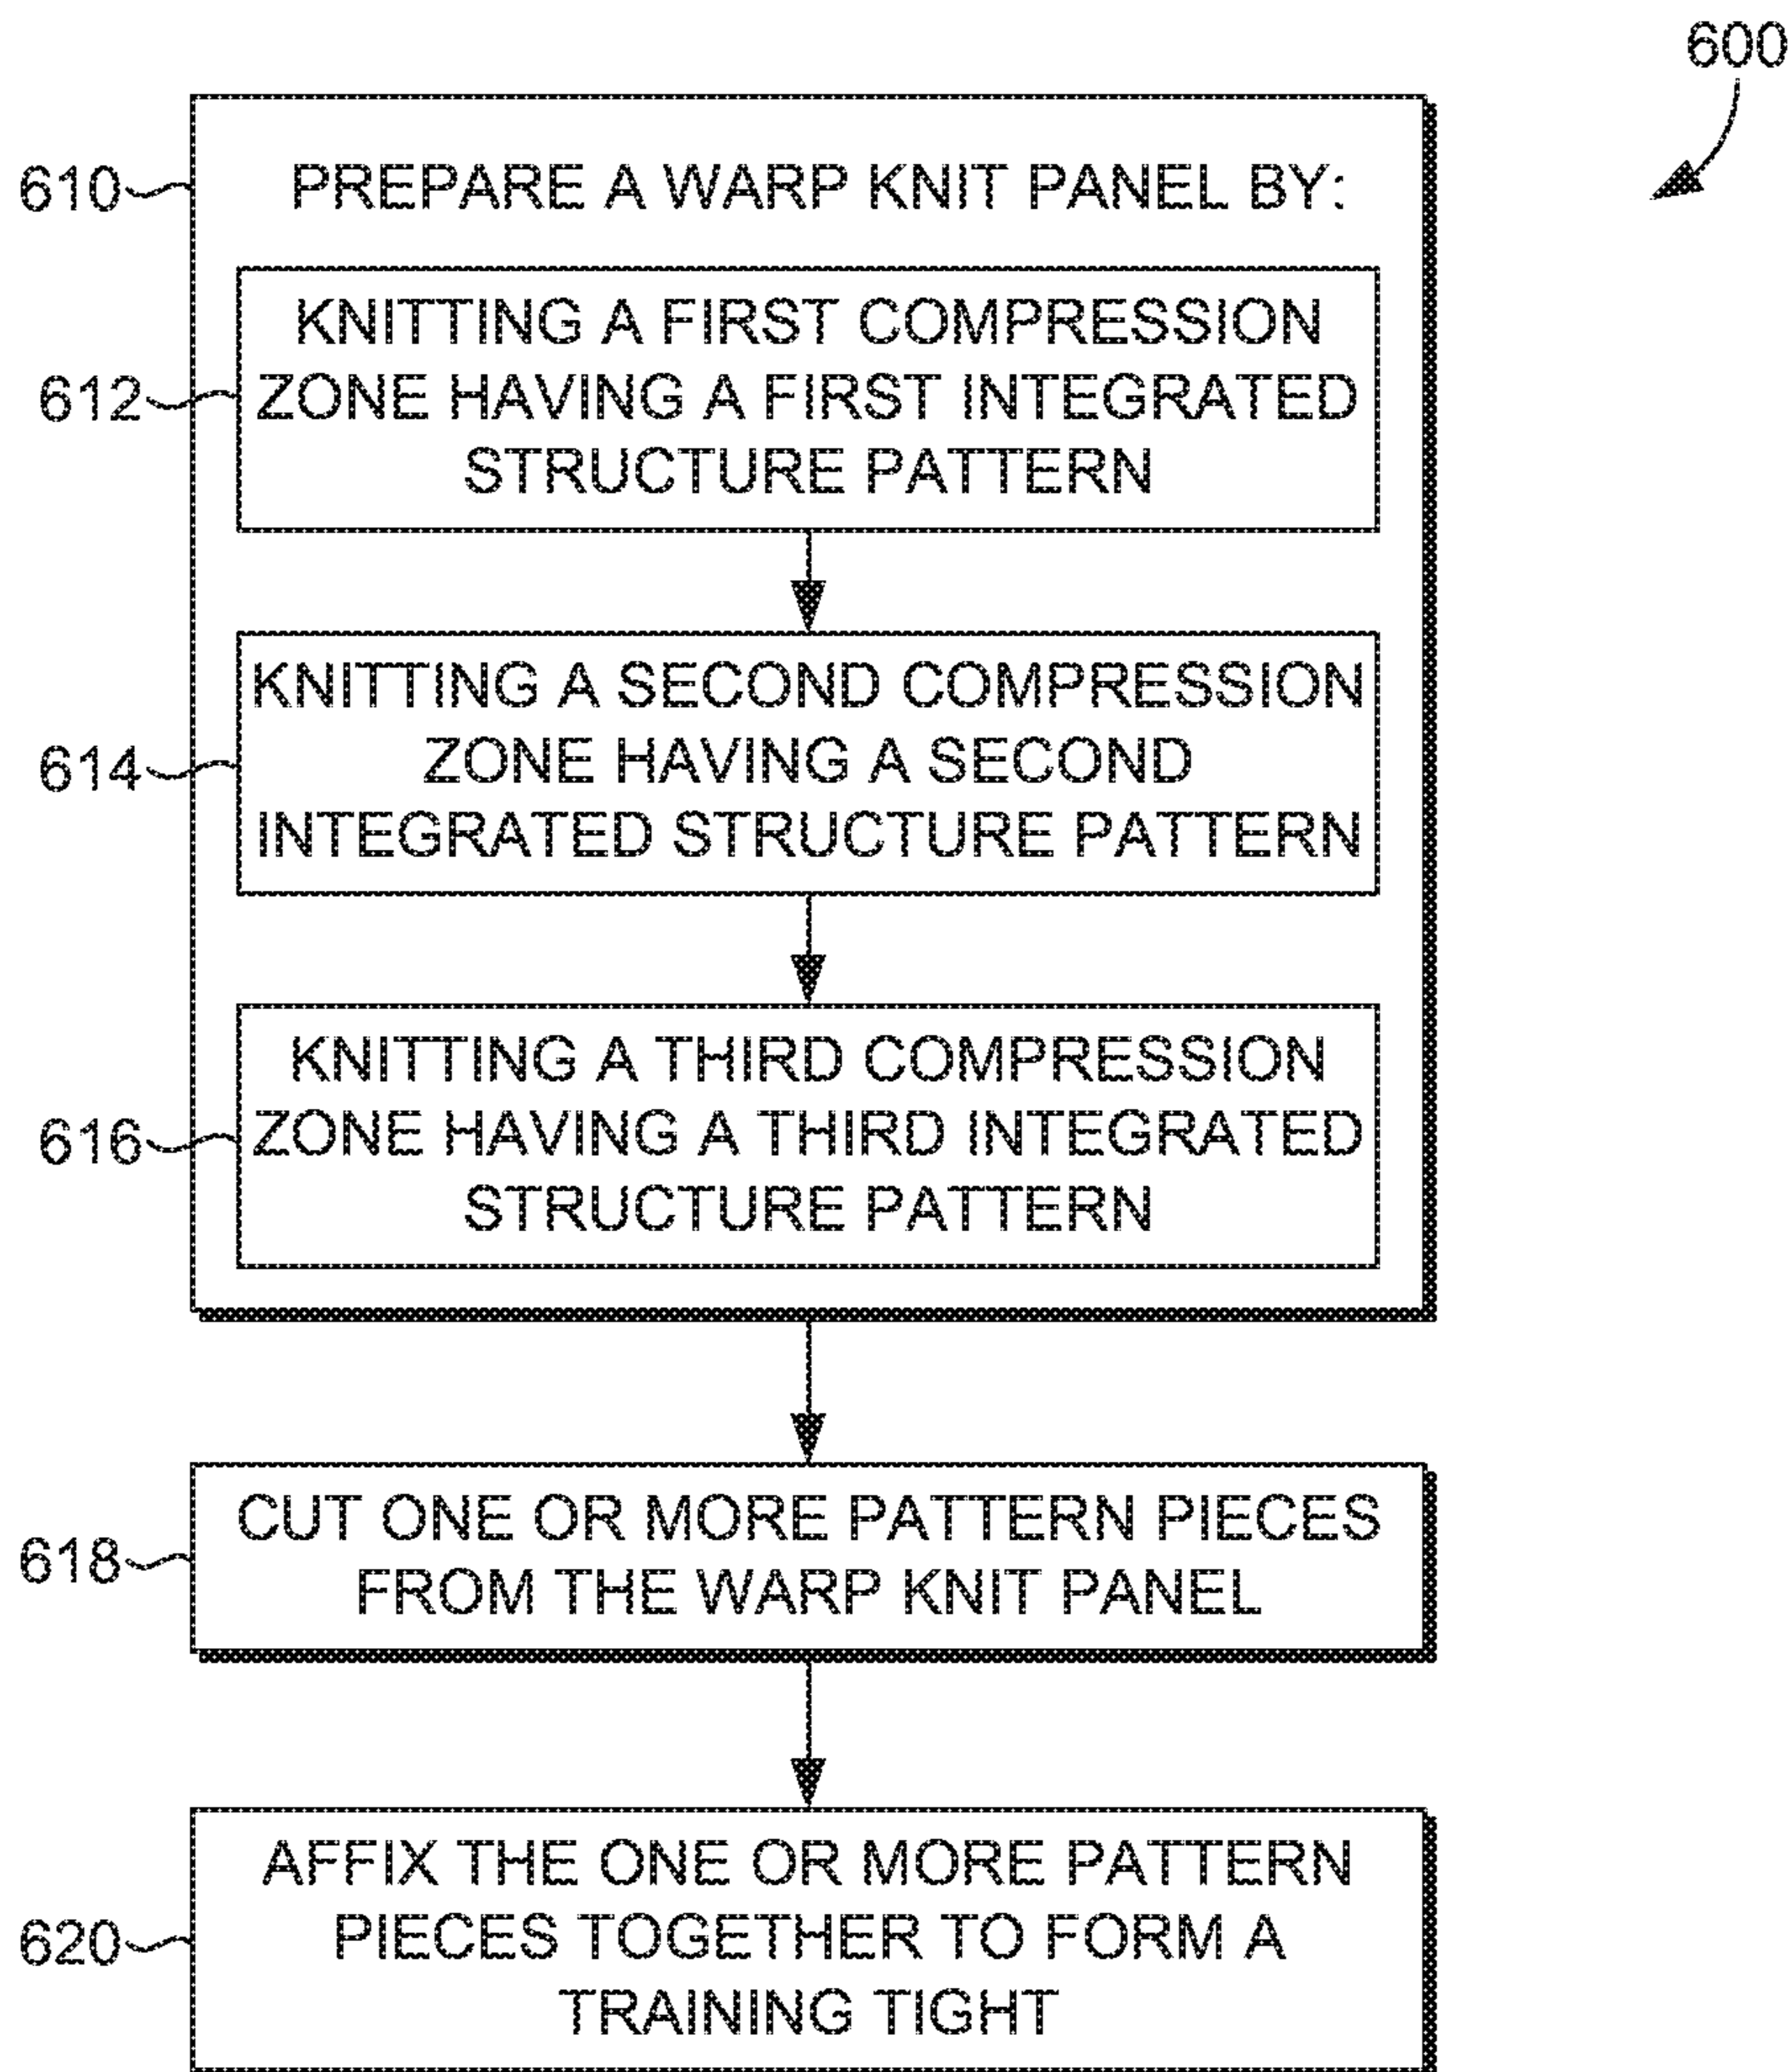 600
610
PREPARE A WARP KNIT PANEL BY:
612
KNITTING A FIRST COMPRESSION
ZONE HAVING A FIRST INTEGRATED
STRUCTURE PATTERN
614
KNITTING A SECOND COMPRESSION
ZONE HAVING A SECOND
INTEGRATED STRUCTURE PATTERN
616
KNITTING A THIRD COMPRESSION
ZONE HAVING A THIRD INTEGRATED
STRUCTURE PATTERN
618
CUT ONE OR MORE PATTERN PIECES
FROM THE WARP KNIT PANEL
620
AFFIX THE ONE OR MORE PATTERN
PIECES TOGETHER TO FORM A
TRAINING TIGHT